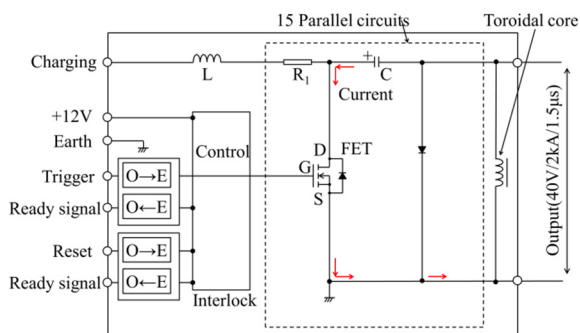 15 Parallel circuits
Toroidal core
Charging
L
R1
+
C
Current
+12V
Earth
Control
D
FET
G
Trigger
O→E
S
Ready signal
O←E
Reset
O→E
Ready signal
O←E
Interlock
Output(40V/2kA/1.5μs)